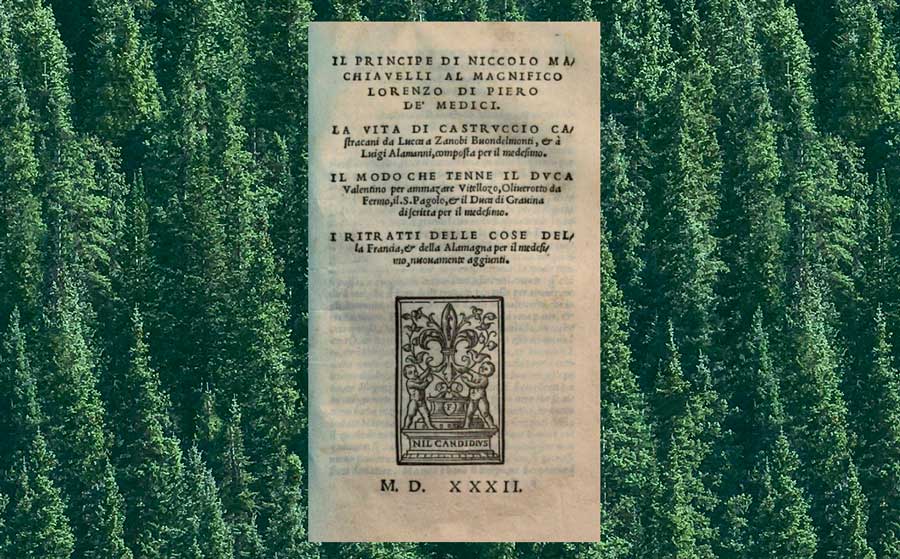 IL PRINCIPE DI NICCOLO MA/
CHIAVELLI AL MAGNIFICO
LORENZO DI PIERO
DE' MEDICI.
LA VITA DI CASTRVCCIO CA/
stracani da Lucca a Zanobi Buondelmonti, & à
Luigi Alamanni, composta per il medesimo.
IL MODO CHE TENNE IL DVCA
Valentino per ammazare Vitellozo, Oliuerotto da
Fermo, il.S.Pagolo, & il Duca di Grauina
discritta per il medesimo.
I RITRATTI DELLE COSE DEL/
la Francia, & della Alamagna per il medesi/
mo, nuouamente aggiunti.
F
NIL CANDIDIVS
M. D. XXXII.